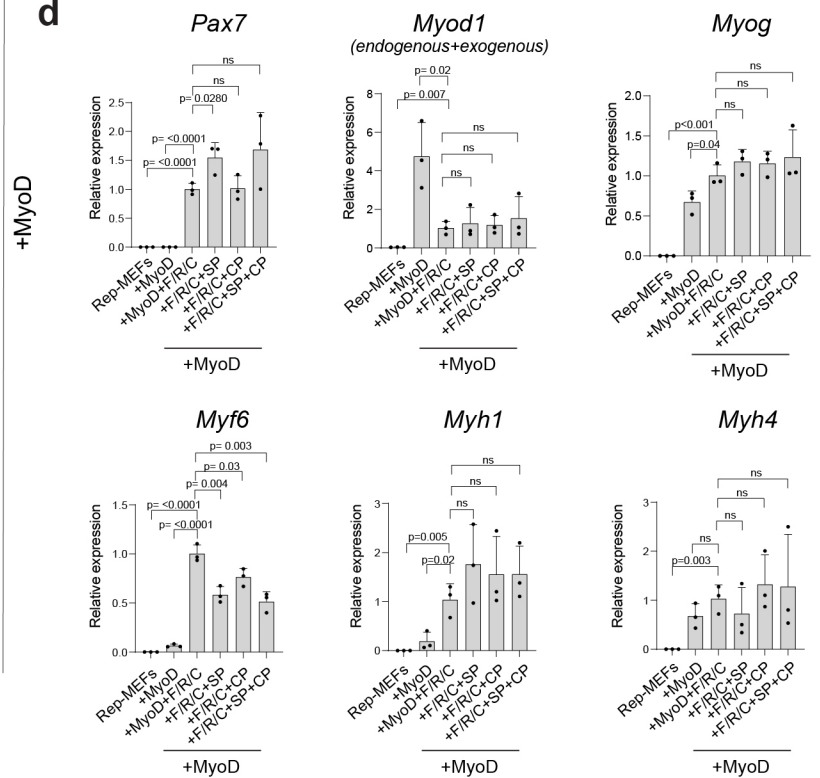 d
+MyoD
Pax7
Relative expression
2.5
2.0
1.5
1.0
0.5
0.0
ns
ns
p= 0.0280
p= <0.0001
p= <0.0001
Rep-MEFs
+MyoD
+MyoD+F/R/C
+F/R/C+SP
+F/R/C+CP
+F/R/C+SP+CP
+MyoD
Myod1
(endogenous+exogenous)
Relative expression
8
6
4
2
0
p= 0.02
p= 0.007
ns
ns
ns
Rep-MEFs
+MyoD
+MyoD+F/R/C
+F/R/C+SP
+F/R/C+CP
+F/R/C+SP+CP
+MyoD
Myog
Relative expression
2.0
1.5
1.0
0.5
0.0
ns
ns
ns
p<0.001
p=0.04
Rep-MEFs
+MyoD
+MyoD+F/R/C
+F/R/C+SP
+F/R/C+CP
+F/R/C+SP+CP
+MyoD
Myf6
Relative expression
1.5
1.0
0.5
0.0
p= 0.003
p= 0.03
p= 0.004
p= <0.0001
p= <0.0001
Rep-MEFs
+MyoD
+MyoD+F/R/C
+F/R/C+SP
+F/R/C+CP
+F/R/C+SP+CP
+MyoD
Myh1
Relative expression
3
2
1
0
ns
ns
ns
p=0.005
p=0.02
Rep-MEFs
+MyoD
+MyoD+F/R/C
+F/R/C+SP
+F/R/C+CP
+F/R/C+SP+CP
+MyoD
Myh4
Relative expression
3
2
1
0
ns
ns
ns
ns
p=0.003
Rep-MEFs
+MyoD
+MyoD+F/R/C
+F/R/C+SP
+F/R/C+CP
+F/R/C+SP+CP
+MyoD